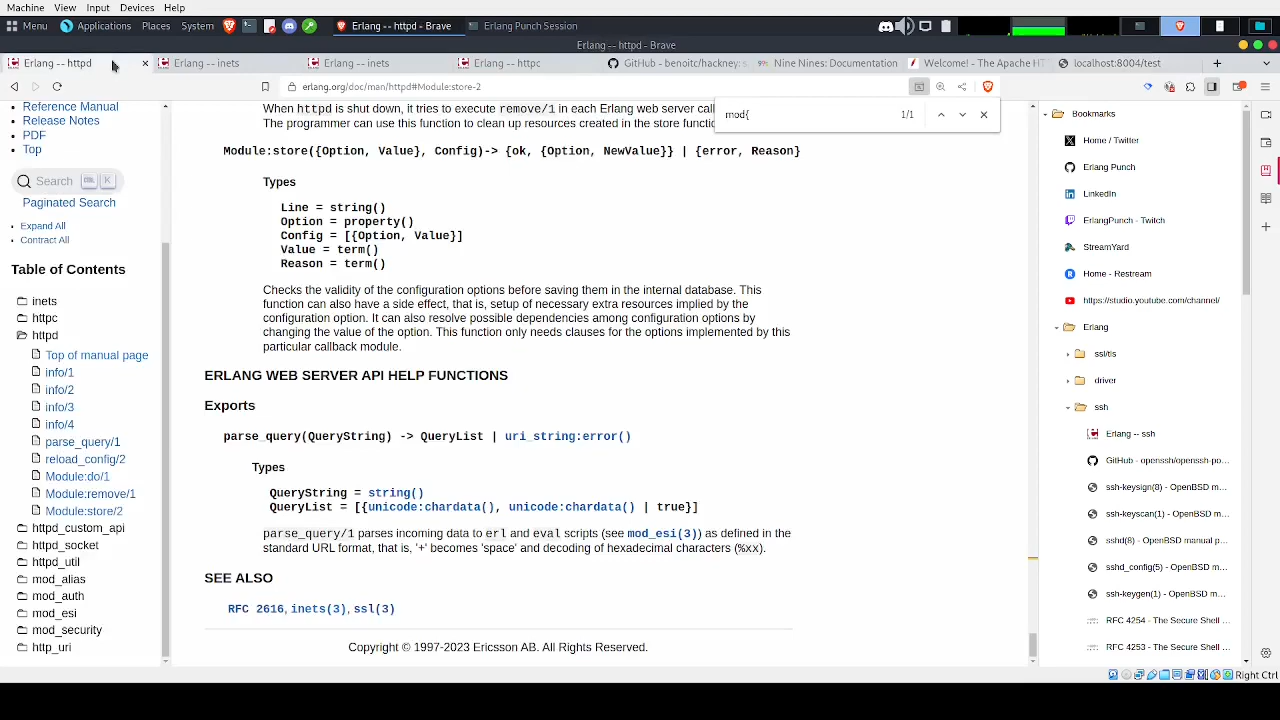 Machine View Input Devices Help
Menu Applications Places System Erlang -- httpd - Brave Erlang Punch Session
Erlang -- httpd - Brave
Erlang -- httpd Erlang -- inets Erlang -- inets Erlang -- httpc GitHub - benoitc/hackney: s Nine Nines: Documentation Welcome! - The Apache HT localhost:8004/test
erlang.org/doc/man/httpd#Module:store-2
Reference Manual
Release Notes
PDF
Top
Search
Paginated Search
Expand All
Contract All
Table of Contents
inets
httpc
httpd
Top of manual page
info/1
info/2
info/3
info/4
parse_query/1
reload_config/2
Module:do/1
Module:remove/1
Module:store/2
httpd_custom_api
httpd_socket
httpd_util
mod_alias
mod_auth
mod_esi
mod_security
http_uri
When httpd is shut down, it tries to execute remove/1 in each Erlang web server call
The programmer can use this function to clean up resources created in the store functio
mod{ 1/1
Module:store({Option, Value}, Config)-> {ok, {Option, NewValue}} | {error, Reason}
Types
Line = string()
Option = property()
Config = [{Option, Value}]
Value = term()
Reason = term()
Checks the validity of the configuration options before saving them in the internal database. This
function can also have a side effect, that is, setup of necessary extra resources implied by the
configuration option. It can also resolve possible dependencies among configuration options by
changing the value of the option. This function only needs clauses for the options implemented by this
particular callback module.
ERLANG WEB SERVER API HELP FUNCTIONS
Exports
parse_query(QueryString) -> QueryList | uri_string:error()
Types
QueryString = string()
QueryList = [{unicode:chardata(), unicode:chardata() | true}]
parse_query/1 parses incoming data to erl and eval scripts (see mod_esi(3)) as defined in the
standard URL format, that is, '+' becomes 'space' and decoding of hexadecimal characters (%xx).
SEE ALSO
RFC 2616, inets(3), ssl(3)
Copyright © 1997-2023 Ericsson AB. All Rights Reserved.
Bookmarks
Home / Twitter
Erlang Punch
LinkedIn
ErlangPunch - Twitch
StreamYard
Home - Restream
https://studio.youtube.com/channel/
Erlang
ssl/tls
driver
ssh
Erlang -- ssh
GitHub - openssh/openssh-po...
ssh-keysign(8) - OpenBSD m...
ssh-keyscan(1) - OpenBSD m...
sshd(8) - OpenBSD manual p...
sshd_config(5) - OpenBSD m...
ssh-keygen(1) - OpenBSD m...
RFC 4254 - The Secure Shell ...
RFC 4253 - The Secure Shell ...
Right Ctrl